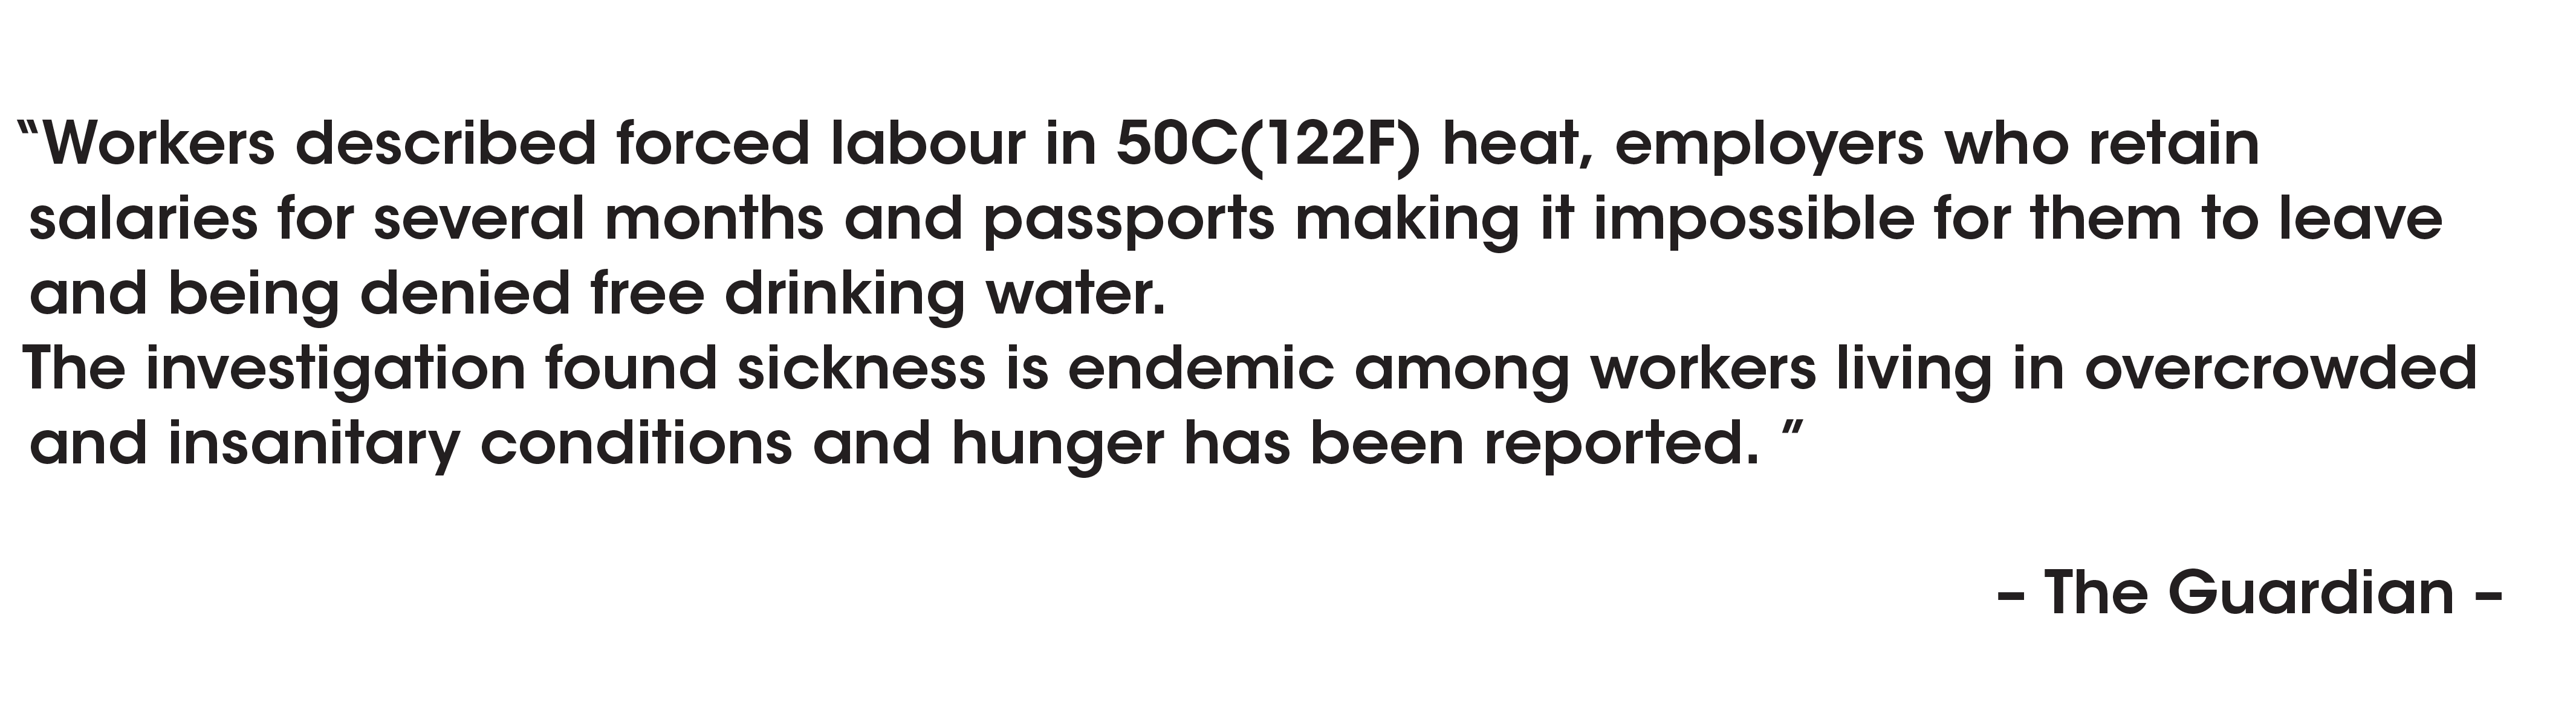 “Workers described forced labour in 50C(122F) heat, employers who retain
salaries for several months and passports making it impossible for them to leave
and being denied free drinking water.
The investigation found sickness is endemic among workers living in overcrowded
and insanitary conditions and hunger has been reported. ”
– The Guardian –